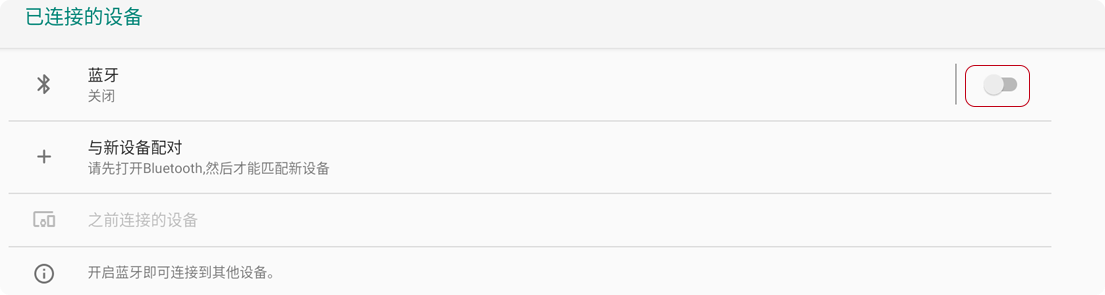 已连接的设备
蓝牙
关闭
与新设备配对
请先打开Bluetooth,然后才能匹配新设备
之前连接的设备
开启蓝牙即可连接到其他设备。